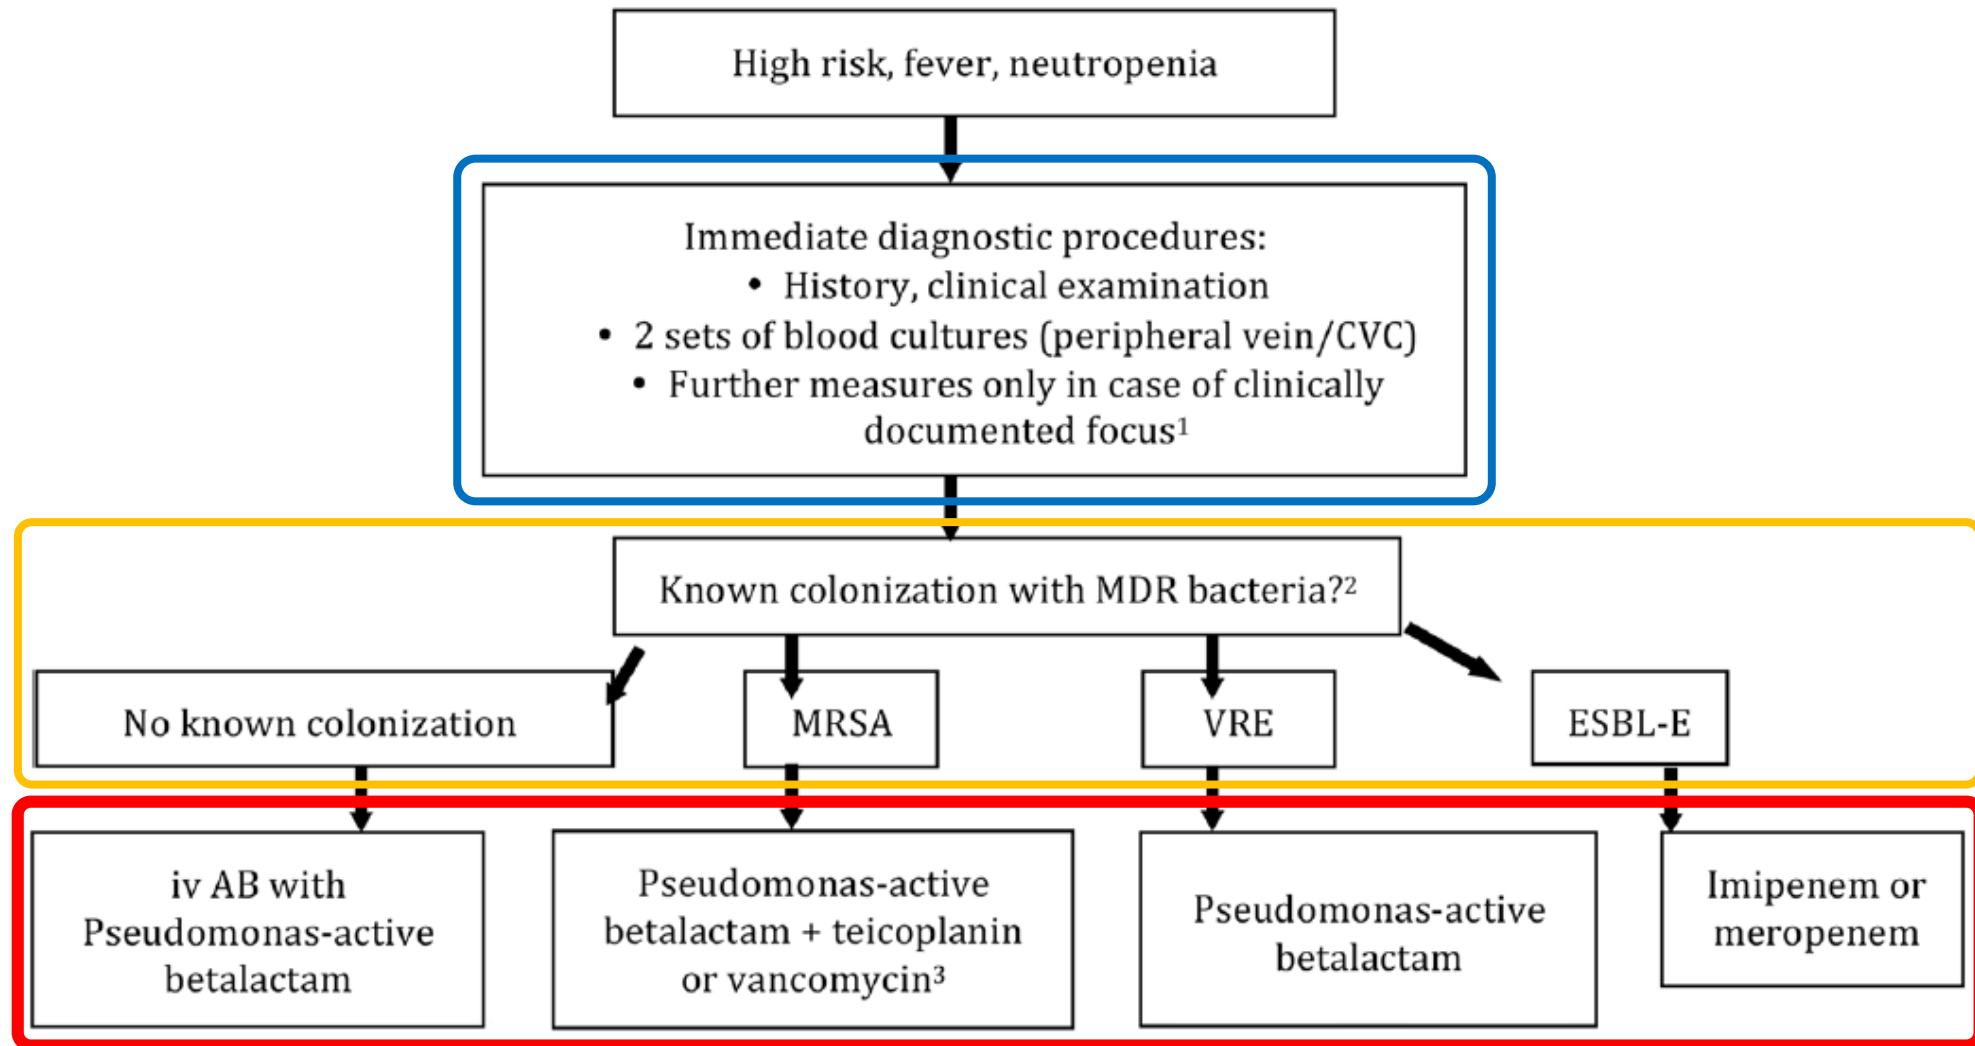 High risk, fever, neutropenia
Immediate diagnostic procedures:
• History, clinical examination
• 2 sets of blood cultures (peripheral vein/CVC)
• Further measures only in case of clinically
documented focus¹
Known colonization with MDR bacteria?²
No known colonization
MRSA
VRE
ESBL-E
iv AB with
Pseudomonas-active
betalactam
Pseudomonas-active
betalactam + teicoplanin
or vancomycin³
Pseudomonas-active
betalactam
Imipenem or
meropenem